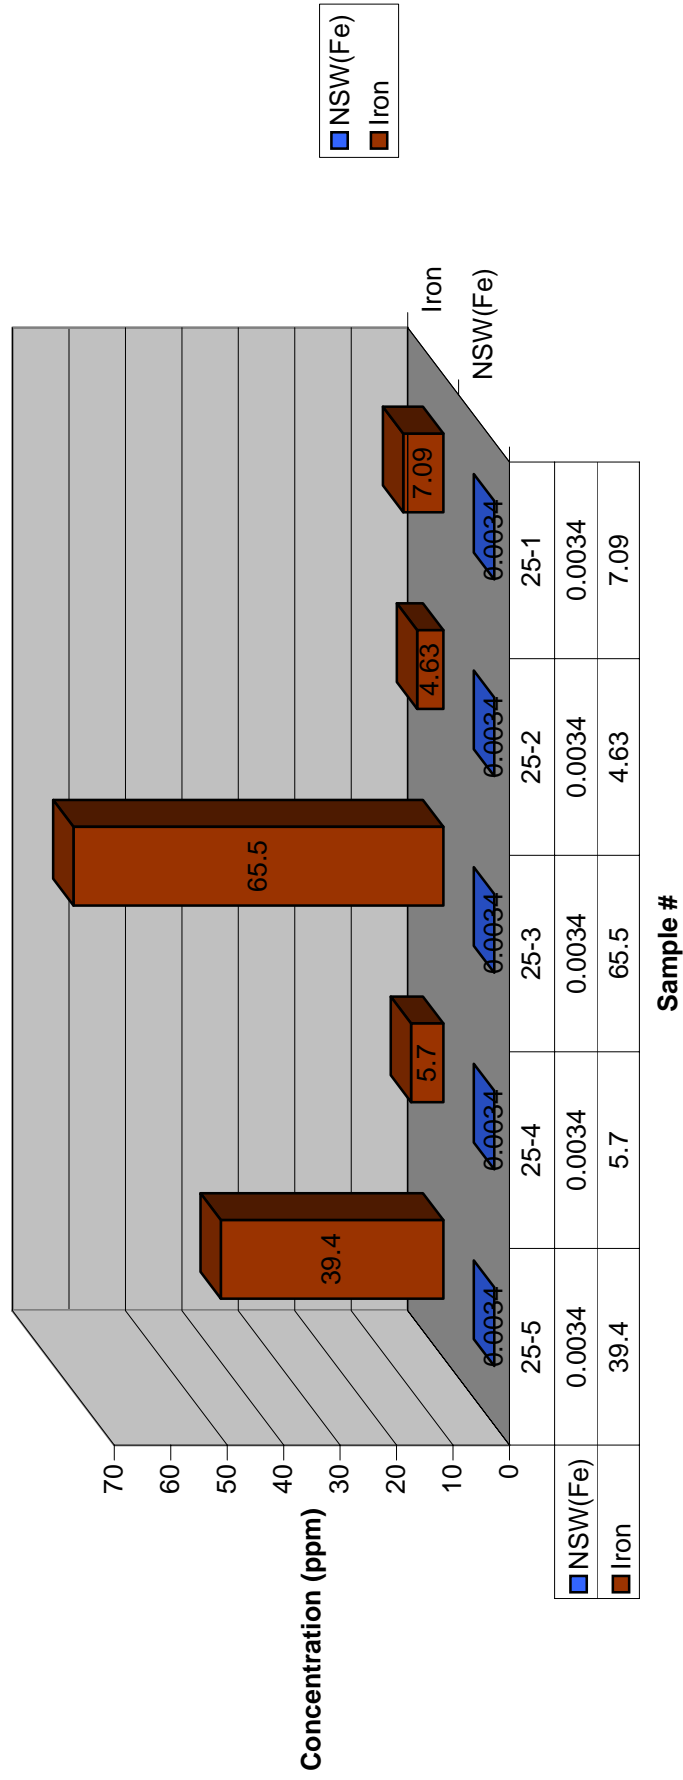 70
60
50
40
30
20
10
0
Concentration (ppm)
39.4
5.7
65.5
4.63
7.09
0.0034
0.0034
0.0034
0.0034
0.0034
Iron
NSW(Fe)
25-5 25-4 25-3 25-2 25-1
NSW(Fe) 0.0034 0.0034 0.0034 0.0034 0.0034
Iron 39.4 5.7 65.5 4.63 7.09
Sample #
NSW(Fe)
Iron